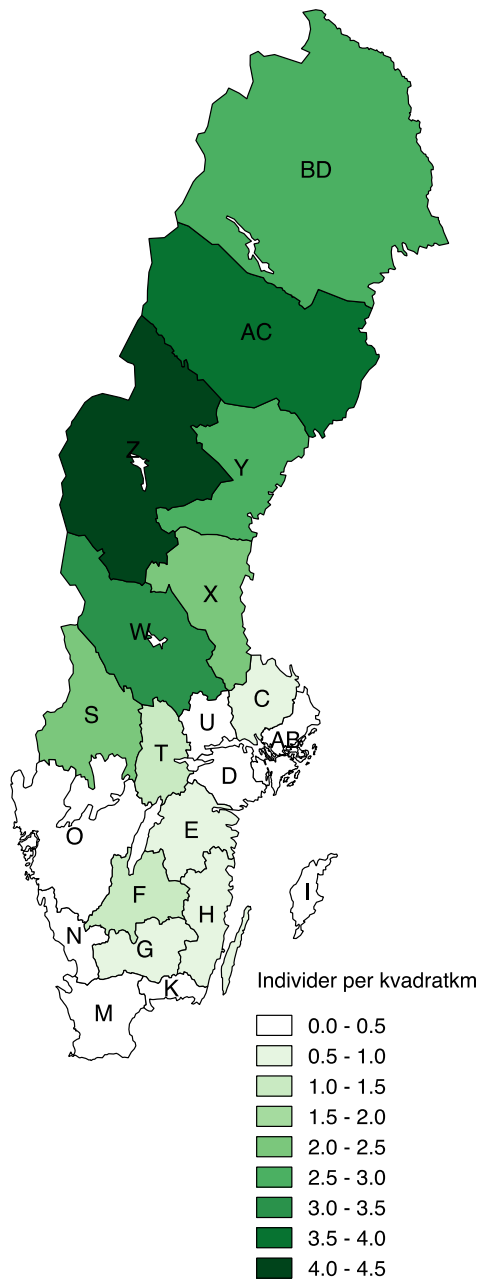 BD
AC
Z
Y
X
W
S
C
U
AB
T
D
O
E
F
I
H
N
G
K
M
Individer per kvadratkm
0.0 - 0.5
0.5 - 1.0
1.0 - 1.5
1.5 - 2.0
2.0 - 2.5
2.5 - 3.0
3.0 - 3.5
3.5 - 4.0
4.0 - 4.5